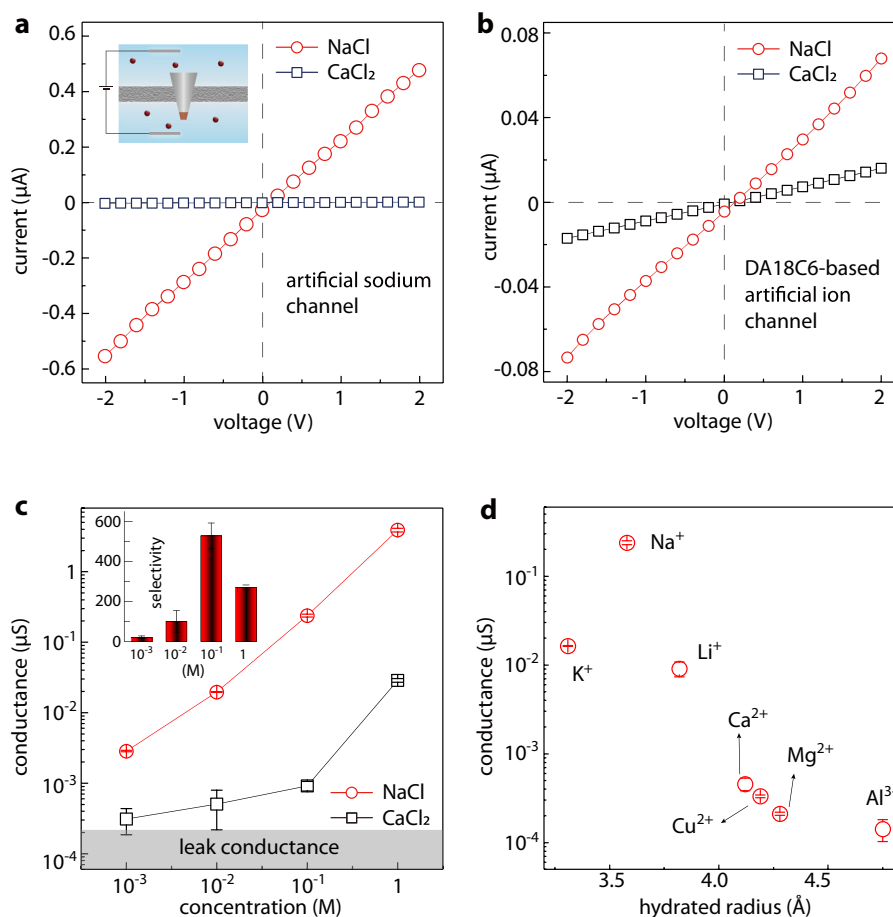 a
NaCl
CaCl₂
0.6
0.4
0.2
0
-0.2
-0.4
-0.6
current (µA)
artificial sodium
channel
-2
-1
0
1
2
voltage (V)
b
NaCl
CaCl₂
0.08
0.04
0
-0.04
-0.08
current (µA)
DA18C6-based
artificial ion
channel
-2
-1
0
1
2
voltage (V)
c
1
10⁻¹
10⁻²
10⁻³
10⁻⁴
conductance (µS)
600
400
200
0
selectivity
10⁻³
10⁻²
10⁻¹
1
(M)
NaCl
CaCl₂
leak conductance
10⁻³
10⁻²
10⁻¹
1
concentration (M)
d
10⁻¹
10⁻²
10⁻³
10⁻⁴
conductance (µS)
Na⁺
K⁺
Li⁺
Ca²⁺
Mg²⁺
Cu²⁺
Al³
3.5
4.0
4.5
hydrated radius (Å)